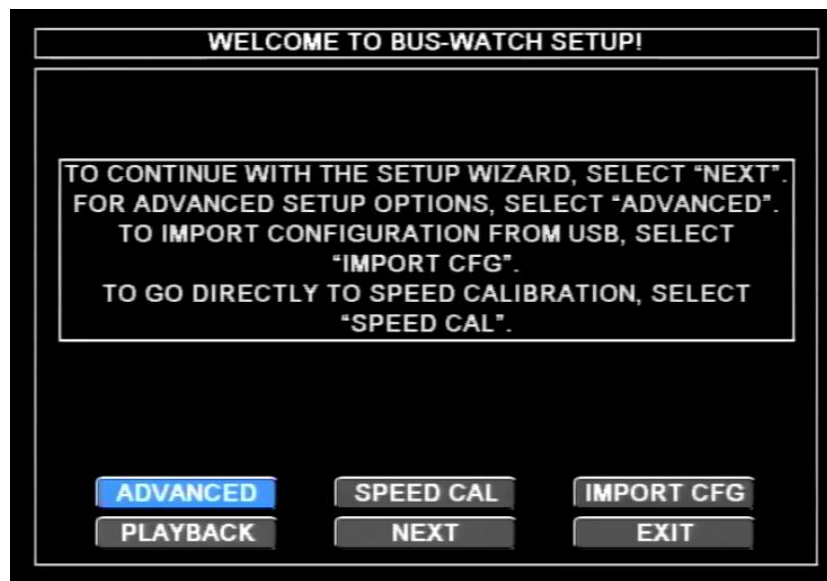 WELCOME TO BUS-WATCH SETUP!
TO CONTINUE WITH THE SETUP WIZARD, SELECT “NEXT”.
FOR ADVANCED SETUP OPTIONS, SELECT “ADVANCED”.
TO IMPORT CONFIGURATION FROM USB, SELECT
“IMPORT CFG”.
TO GO DIRECTLY TO SPEED CALIBRATION, SELECT
“SPEED CAL”.
ADVANCED SPEED CAL IMPORT CFG
PLAYBACK NEXT EXIT